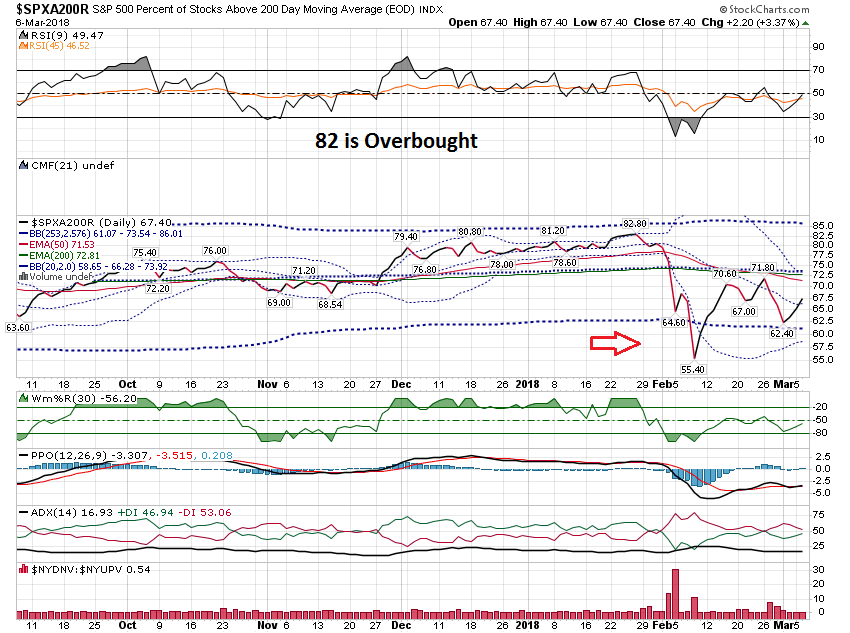 $SPXA200R S&P 500 Percent of Stocks Above 200 Day Moving Average (EOD) INDX
© StockCharts.com
6-Mar-2018
Open 67.40 High 67.40 Low 67.40 Close 67.40 Chg +2.20 (+3.37%)
RSI(9) 49.47
RSI(45) 46.52
90
70
50
30
10
82 is Overbought
CMF(21) undef
$SPXA200R (Daily) 67.40
BB(253,2.576) 61.07 - 73.54 - 86.01
EMA(50) 71.53
EMA(200) 72.81
BB(20,2.0) 58.65 - 66.28 - 73.92
Volume undef
85.0
82.5
80.0
77.5
75.0
72.5
70.0
67.5
65.0
62.5
60.0
57.5
55.0
63.60
75.40
72.20
76.00
69.00
71.20
68.54
79.40
76.80
80.80
78.00
81.20
78.60
82.80
64.60
55.40
70.60
67.00
71.80
62.40
11 18 25 Oct 9 16 23 Nov 6 13 20 27 Dec 11 18 26 2018 8 16 22 29 Feb 5 12 20 26 Mar 5
Wm%R(30) -56.20
-20
-50
-80
PPO(12,26,9) -3.307, -3.515, 0.208
2.5
0.0
-2.5
-5.0
ADX(14) 16.93 +DI 46.94 -DI 53.06
75
50
25
$NYDNV:$NYUPV 0.54
30
20
10
0
11 18 25 Oct 9 16 23 Nov 6 13 20 27 Dec 11 18 26 2018 8 16 22 29 Feb 5 12 20 26 Mar 5